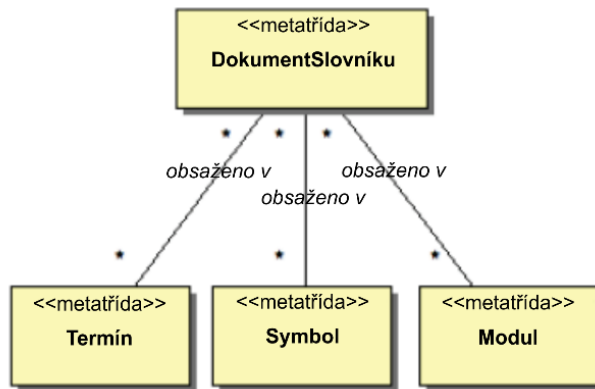 <<metatřída>>
DokumentSlovníku
* * *
obsaženo v
obsaženo v
obsaženo v
* * *
<<metatřída>>
Termín
<<metatřída>>
Symbol
<<metatřída>>
Modul